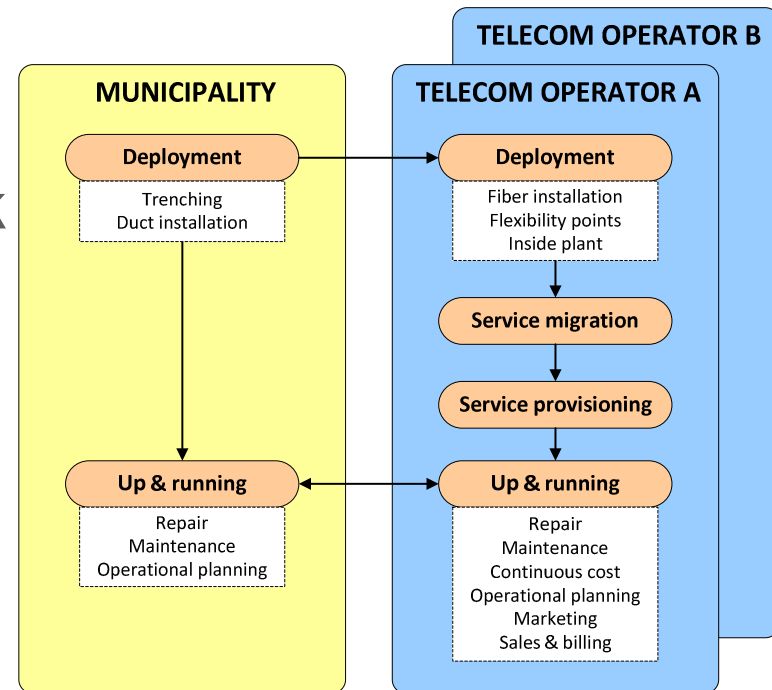 TELECOM OPERATOR B
MUNICIPALITY
TELECOM OPERATOR A
Deployment
Trenching
Duct installation
Deployment
Fiber installation
Flexibility points
Inside plant
Service migration
Service provisioning
Up & running
Repair
Maintenance
Operational planning
Up & running
Repair
Maintenance
Continuous cost
Operational planning
Marketing
Sales & billing